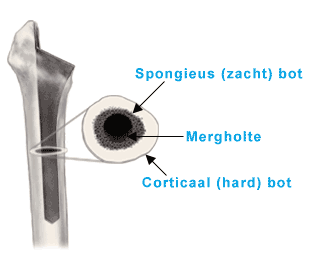 Spongieus (zacht) bot
Mergholte
Corticaal (hard) bot